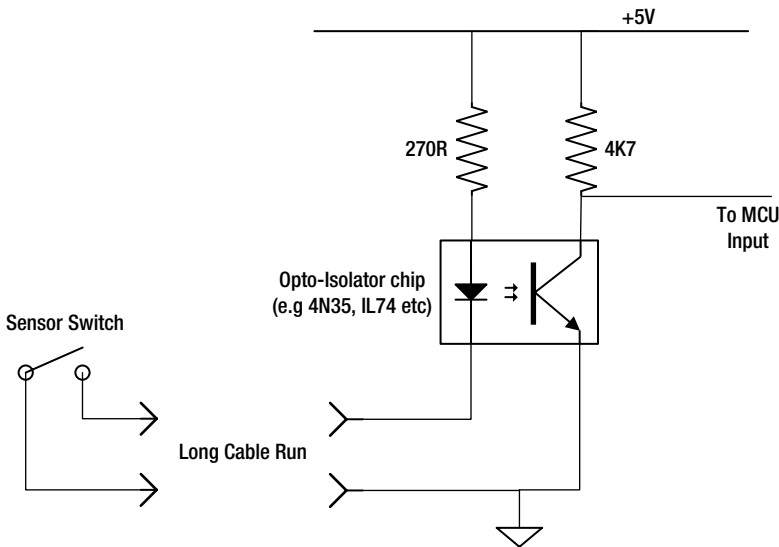 +5V
270R
4K7
To MCU
Input
Opto-Isolator chip
(e.g 4N35, IL74 etc)
Sensor Switch
Long Cable Run